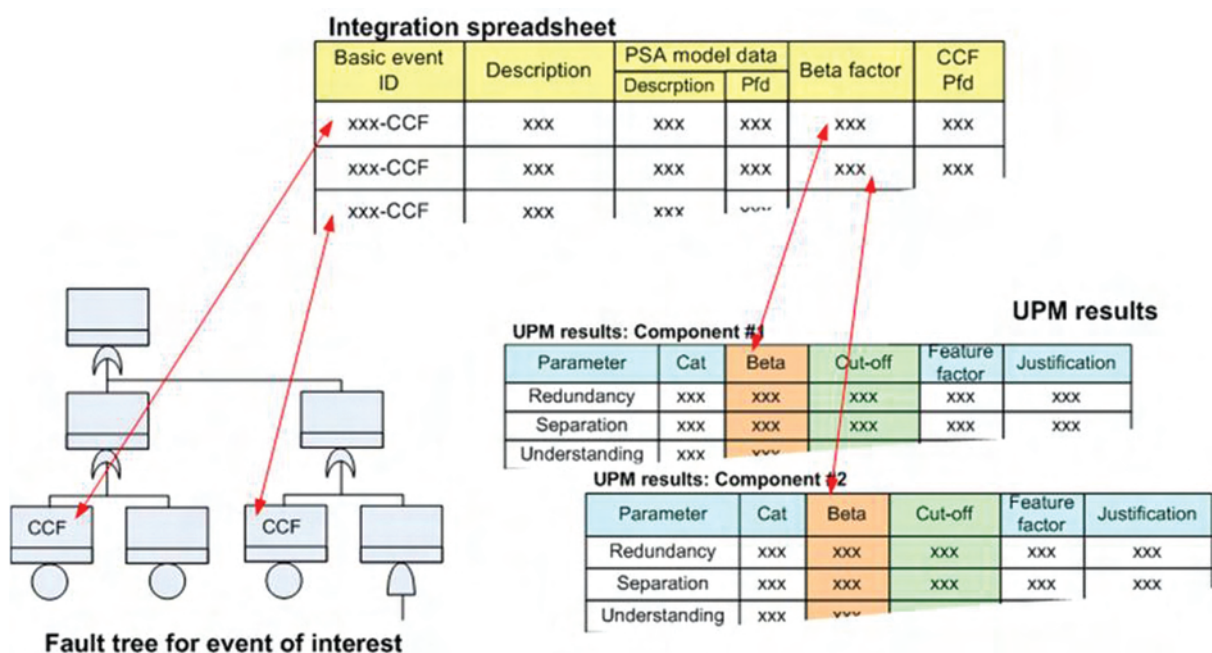 Integration spreadsheet
Basic event ID Description PSA model data Beta factor CCF Pfd
Descrption Pfd
xxx-CCF xxx xxx xxx xxx xxx
xxx-CCF xxx xxx xxx xxx xxx
xxx-CCF xxx xxx
UPM results
UPM results: Component #1
Parameter Cat Beta Cut-off Feature factor Justification
Redundancy xxx xxx xxx xxx xxx
Separation xxx xxx xxx xxx xxx
Understanding xxx
UPM results: Component #2
Parameter Cat Beta Cut-off Feature factor Justification
Redundancy xxx xxx xxx xxx xxx
Separation xxx xxx xxx xxx xxx
Understanding xxx
CCF CCF
Fault tree for event of interest